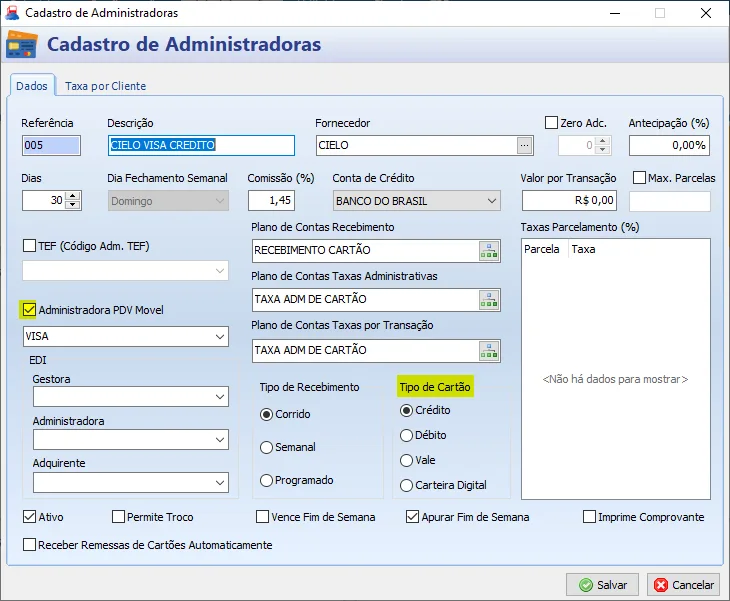 Cadastro de Administradoras
Cadastro de Administradoras
Dados
Taxa por Cliente
Referência
Descrição
Fornecedor
Zero Adc.
Antecipação (%)
005
CIELO VISA CREDITO
CIELO
...
0
0,00%
Dias
Dia Fechamento Semanal
Comissão (%)
Conta de Crédito
Valor por Transação
Max. Parcelas
30
Domingo
1,45
BANCO DO BRASIL
R$ 0,00
Plano de Contas Recebimento
Taxas Parcelamento (%)
TEF (Código Adm. TEF)
RECEBIMENTO CARTÃO
Parcela
Taxa
Plano de Contas Taxas Administrativas
TAXA ADM DE CARTÃO
Administradora PDV Movel
Plano de Contas Taxas por Transação
VISA
TAXA ADM DE CARTÃO
EDI
Gestora
Administradora
Adquirente
Tipo de Recebimento
Corrido
Semanal
Programado
Tipo de Cartão
Crédito
Débito
Vale
Carteira Digital
<Não há dados para mostrar>
Ativo
Permite Troco
Vence Fim de Semana
Apurar Fim de Semana
Imprime Comprovante
Receber Remessas de Cartões Automaticamente
Salvar
Cancelar